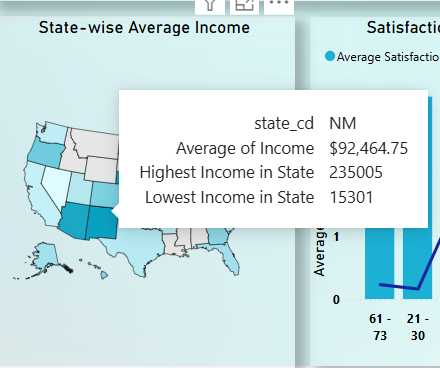 State-wise Average Income
Satisfactio
Average Satisfactio
state_cd NM
Average of Income $92,464.75
Highest Income in State 235005
Lowest Income in State 15301
Average
1
0
61 -
73
21 -
30